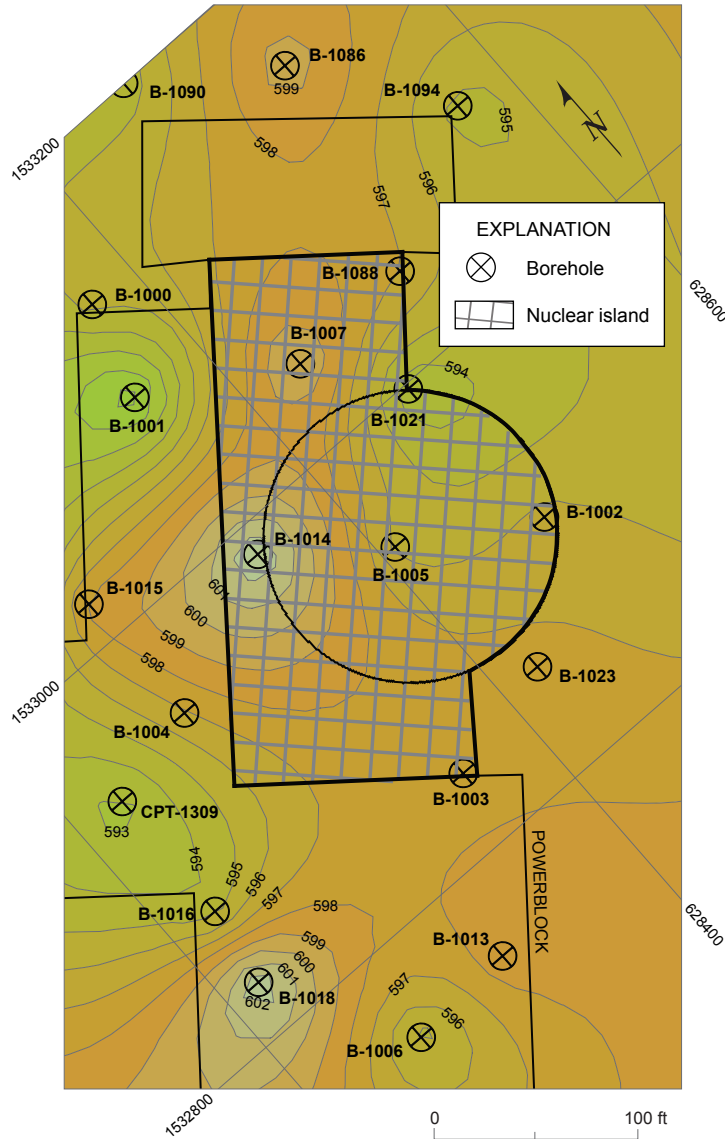 B-1086
B-1090
599
B-1094
595
N
1533200
598
597
596
EXPLANATION
Borehole
Nuclear island
B-1088
628600
B-1000
B-1007
594
B-1001
B-1021
B-1002
B-1014
B-1005
601
B-1015
600
599
598
B-1023
1533000
B-1004
B-1003
CPT-1309
593
POWERBLOCK
594
595
596
597
598
B-1016
628400
599
B-1013
600
601
B-1018
602
597
596
B-1006
1532800
0 100 ft